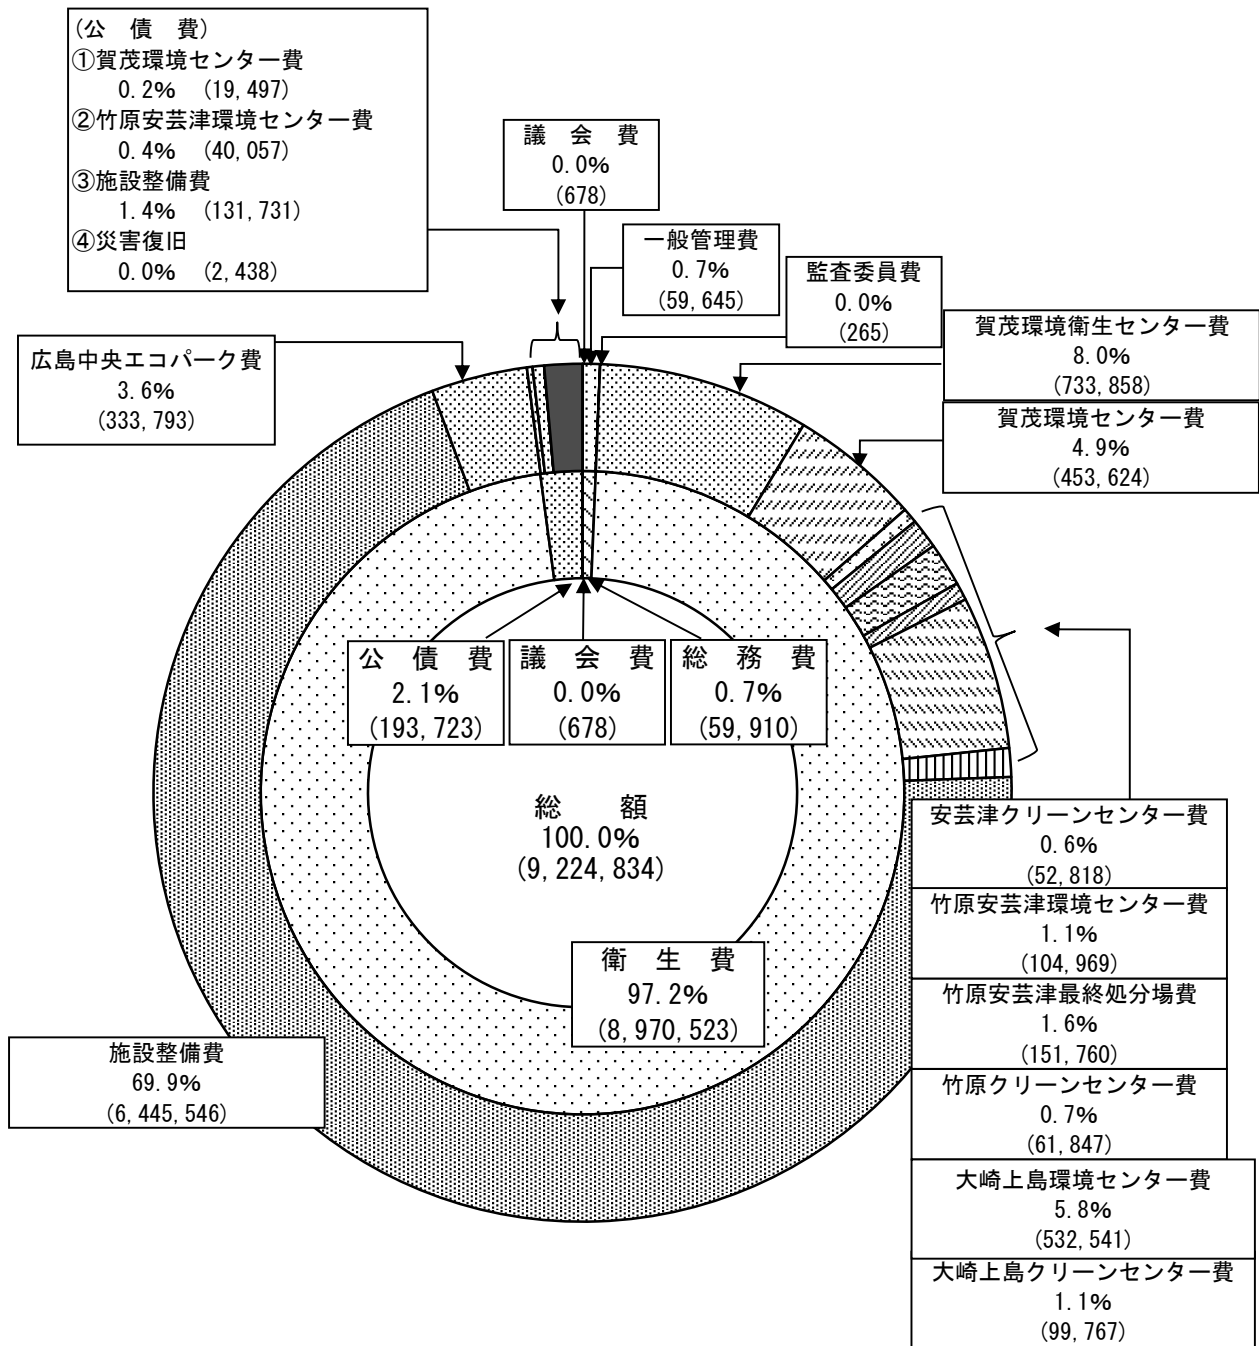 (公　債　費)
①賀茂環境センター費
0.2%　(19,497)
②竹原安芸津環境センター費
0.4%　(40,057)
③施設整備費
1.4%　(131,731)
④災害復旧
0.0%　(2,438)
議　会　費
0.0%
(678)
一般管理費
0.7%
(59,645)
監査委員費
0.0%
(265)
賀茂環境衛生センター費
8.0%
(733,858)
賀茂環境センター費
4.9%
(453,624)
広島中央エコパーク費
3.6%
(333,793)
公　債　費
2.1%
(193,723)
議　会　費
0.0%
(678)
総　務　費
0.7%
(59,910)
総　　額
100.0%
(9,224,834)
衛　生　費
97.2%
(8,970,523)
施設整備費
69.9%
(6,445,546)
安芸津クリーンセンター費
0.6%
(52,818)
竹原安芸津環境センター費
1.1%
(104,969)
竹原安芸津最終処分場費
1.6%
(151,760)
竹原クリーンセンター費
0.7%
(61,847)
大崎上島環境センター費
5.8%
(532,541)
大崎上島クリーンセンター費
1.1%
(99,767)